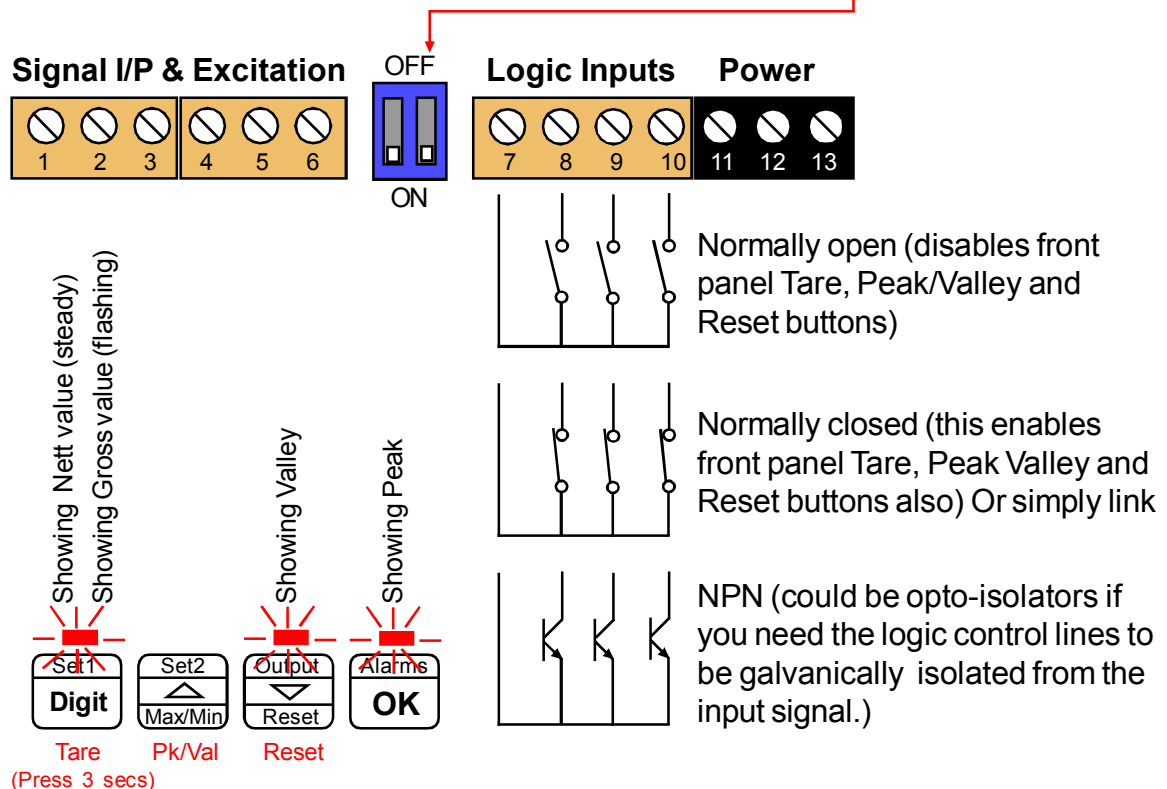 OFF
Signal I/P & Excitation
Logic Inputs
Power
1 2 3 4 5 6
7 8 9 10 11 12 13
ON
Normally open (disables front
panel Tare, Peak/Valley and
Reset buttons)
Normally closed (this enables
front panel Tare, Peak Valley and
Reset buttons also) Or simply link
NPN (could be opto-isolators if
you need the logic control lines to
be galvanically isolated from the
input signal.)
Showing Nett value (steady)
Showing Gross value (flashing)
Showing Valley
Showing Peak
Set1
Digit
Set2
Max/Min
Output
Reset
Alarms
OK
Tare
(Press 3 secs)
Pk/Val
Reset